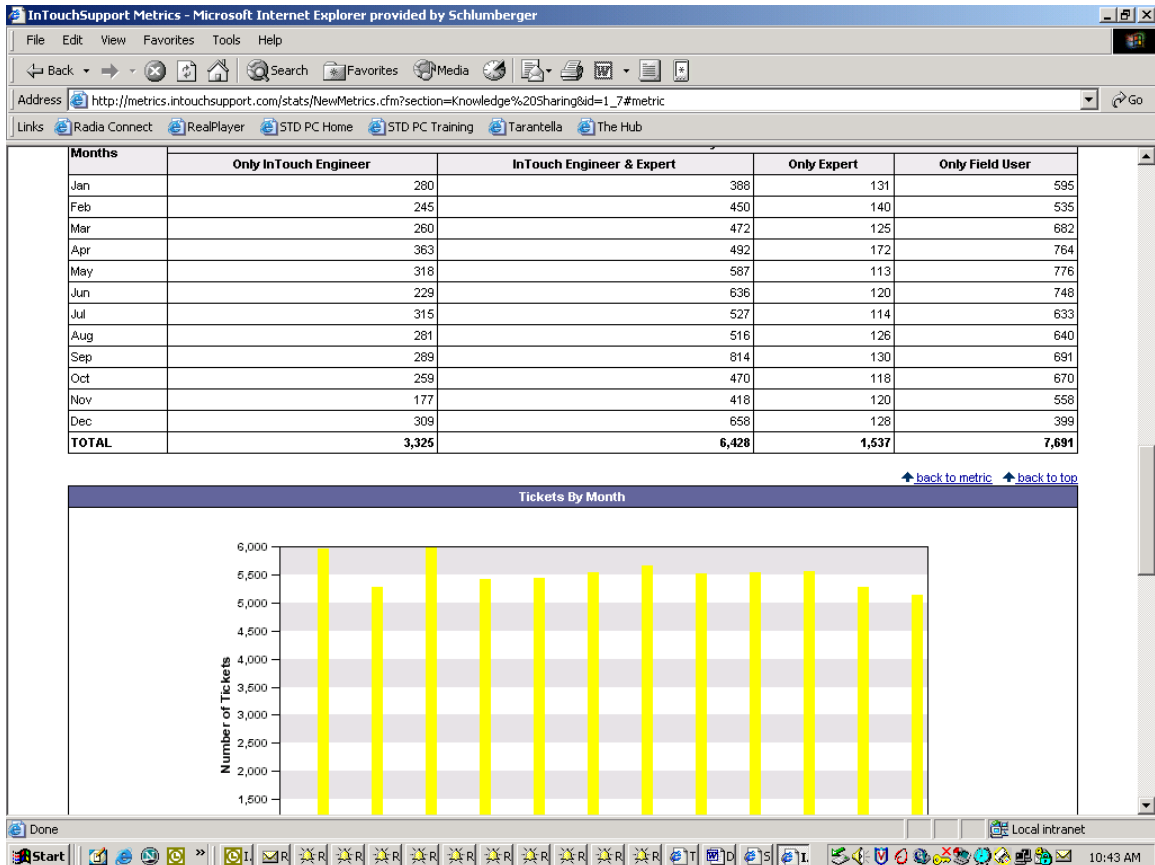 InTouchSupport Metrics - Microsoft Internet Explorer provided by Schlumberger
File Edit View Favorites Tools Help
Back Search Favorites Media
Address http://metrics.intouchsupport.com/stats/NewMetrics.cfm?section=Knowledge%20Sharing&id=1_7#metric Go
Links Radia Connect RealPlayer STD PC Home STD PC Training Tarantella The Hub
Months Only InTouch Engineer InTouch Engineer & Expert Only Expert Only Field User
Jan 280 388 131 595
Feb 245 450 140 535
Mar 260 472 125 682
Apr 363 492 172 764
May 318 587 113 776
Jun 229 636 120 748
Jul 315 527 114 633
Aug 281 516 126 640
Sep 289 814 130 691
Oct 259 470 118 670
Nov 177 418 120 558
Dec 309 658 128 399
TOTAL 3,325 6,428 1,537 7,691
back to metric back to top
Tickets By Month
6,000
5,500
5,000
4,500
4,000
3,500
3,000
2,500
2,000
1,500
Number of Tickets
Done Local intranet
Start » I. R R R R R R R R R R R T D S I. 10:43 AM